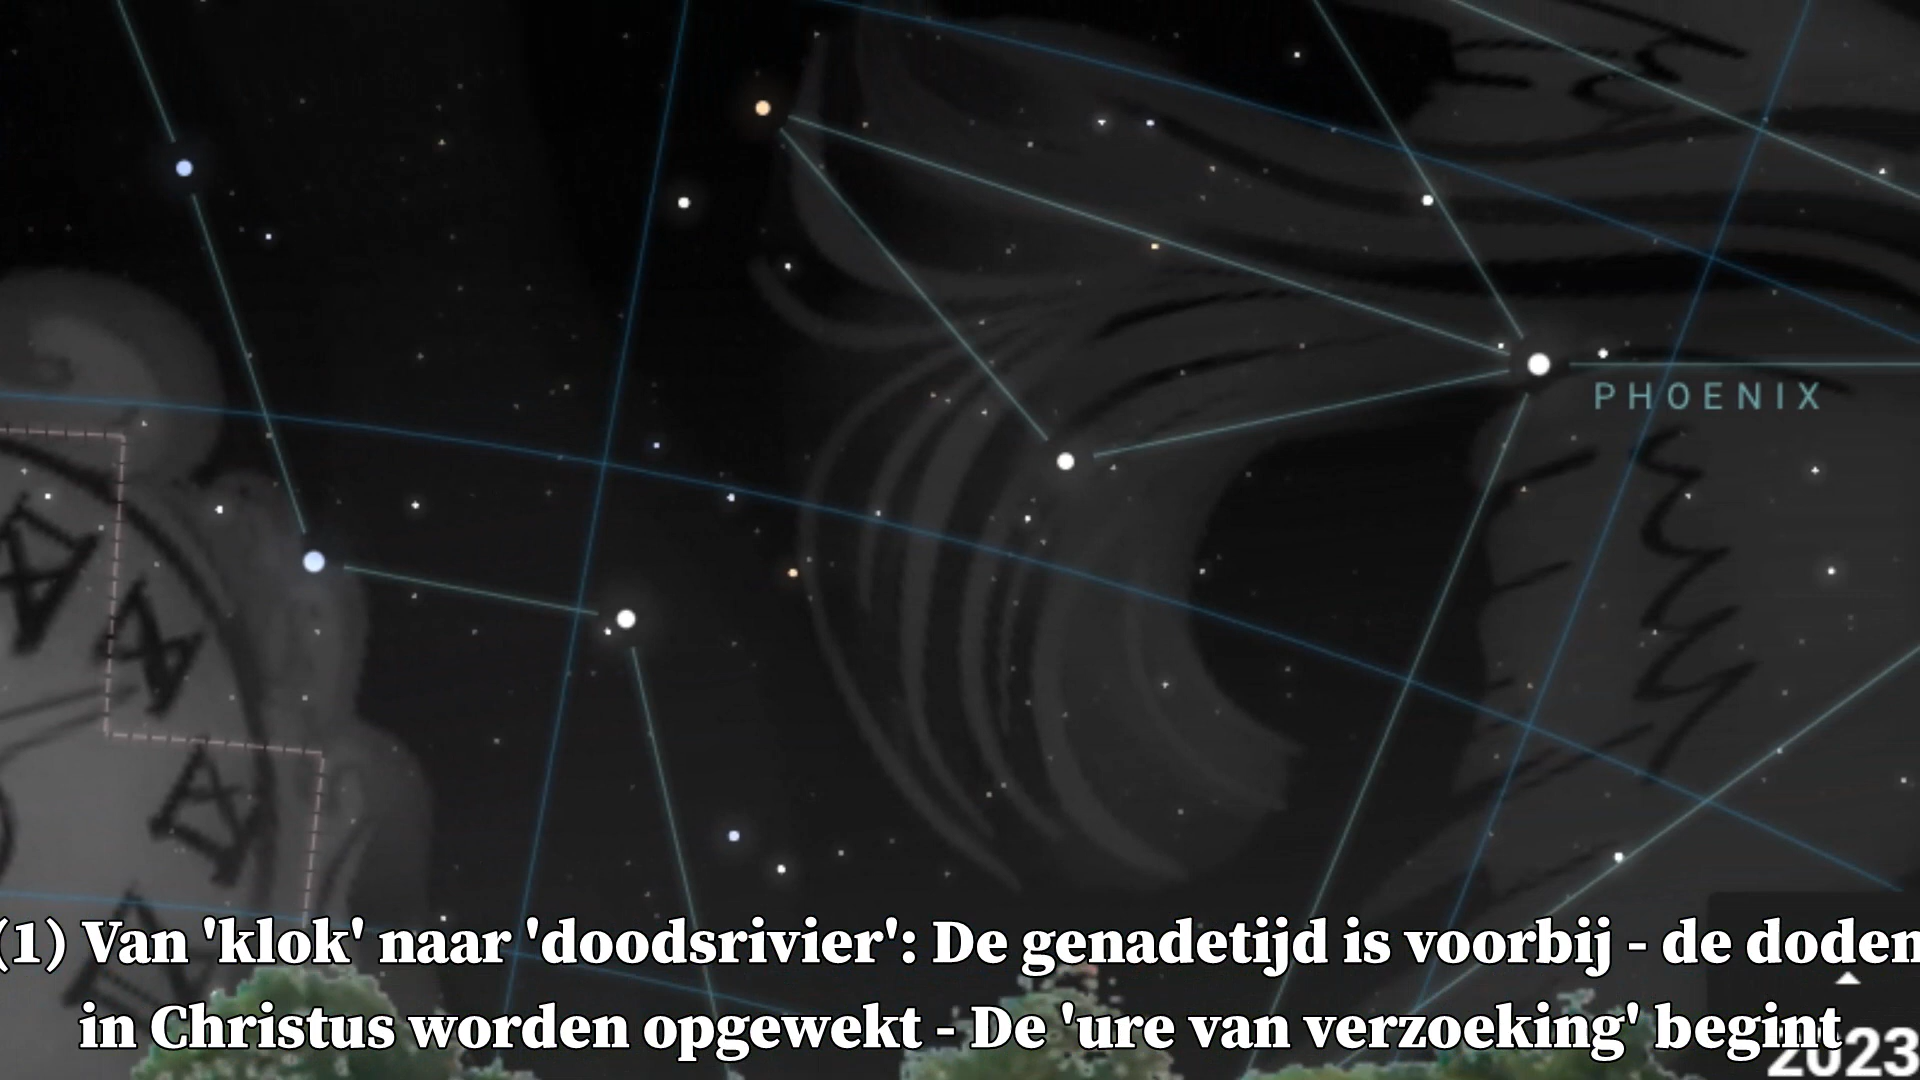 PHOENIX
(1) Van 'klok' naar 'doodsrivier': De genadetijd is voorbij - de doden
in Christus worden opgewekt - De 'ure van verzoeking' begint
2023